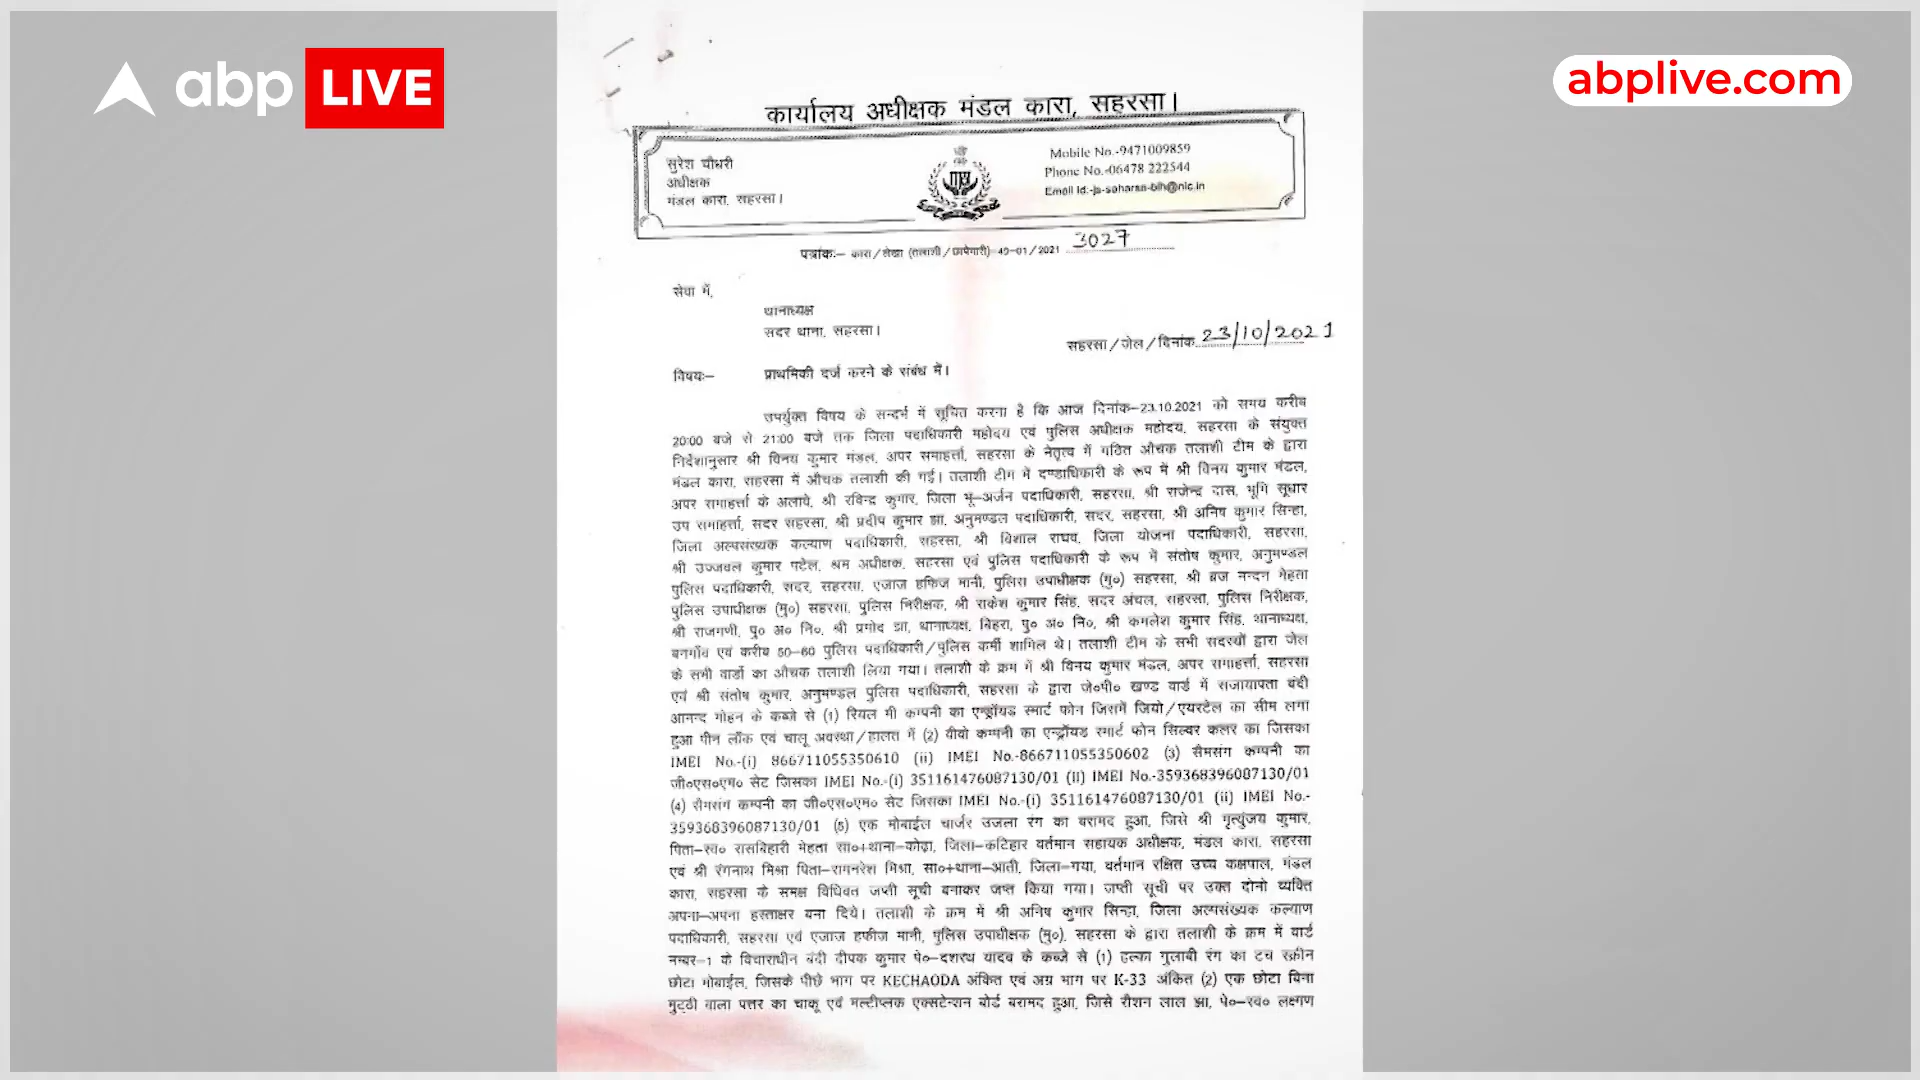 abp LIVE
abplive.com
कार्यालय अधीक्षक मंडल कारा, सहरसा।
सुरेश चौधरी
अधीक्षक
मंडल कारा, सहरसा।
Mobile No.-9471009859
Phone No.-06478 222544
Email Id:-js-saharsa-bih@nic.in
पत्रांकः— कारा/लेखा (तलाशी/छापेमारी)-40-01/2021 3027
सेवा में,
थानाध्यक्ष
सदर थाना, सहरसा।
सहरसा/जेल/दिनांक 23/10/2021
विषयः— प्राथमिकी दर्ज करने के संबंध में।
उपर्युक्त विषय के सन्दर्भ में सूचित करना है कि आज दिनांक—23.10.2021 को समय करीब
20:00 बजे से 21:00 बजे तक जिला पदाधिकारी महोदय एवं पुलिस अधीक्षक महोदय, सहरसा के संयुक्त
निर्देशानुसार श्री विनय कुमार मंडल, अपर समाहर्त्ता, सहरसा के नेतृत्व में गठित औचक तलाशी टीम के द्वारा
मंडल कारा, सहरसा में औचक तलाशी की गई। तलाशी टीम में दण्डाधिकारी के रूप में श्री विनय कुमार मंडल,
अपर समाहर्त्ता के अलावे, श्री रविन्द्र कुमार, जिला भू—अर्जन पदाधिकारी, सहरसा, श्री राजेन्द्र दास, भूमि सूधार
उप समाहर्त्ता, सदर सहरसा, श्री प्रदीप कुमार झा, अनुमण्डल पदाधिकारी, सदर, सहरसा, श्री अनिष कुमार सिन्हा,
जिला अल्पसंख्यक कल्याण पदाधिकारी, सहरसा, श्री विशाल राघव, जिला योजना पदाधिकारी, सहरसा,
श्री उज्जवल कुमार पटेल, श्रम अधीक्षक, सहरसा एवं पुलिस पदाधिकारी के रूप में संतोष कुमार, अनुमण्डल
पुलिस पदाधिकारी, सदर, सहरसा, एजाज हफिज मानी, पुलिस उपाधीक्षक (मु०) सहरसा, श्री ब्रज नन्दन मेहता
पुलिस उपाधीक्षक (मु०) सहरसा, पुलिस निरीक्षक, श्री राकेश कुमार सिंह, सदर अंचल, सहरसा, पुलिस निरीक्षक,
श्री राजमणी, पु० अ० नि०, श्री प्रमोद झा, थानाध्यक्ष, बिहरा, पु० अ० नि०, श्री कमलेश कुमार सिंह, थानाध्यक्ष,
बनगाँव एवं करीब 50—60 पुलिस पदाधिकारी/पुलिस कर्मी शामिल थे। तलाशी टीम के सभी सदस्यों द्वारा जेल
के सभी वार्डो का औचक तलाशी लिया गया। तलाशी के क्रम में श्री विनय कुमार मंडल, अपर समाहर्त्ता, सहरसा
एवं श्री संतोष कुमार, अनुमण्डल पुलिस पदाधिकारी, सहरसा के द्वारा जे०पी० खण्ड वार्ड में सजायापता बंदी
आनन्द मोहन के कब्जे से (1) रियल मी कम्पनी का एन्ड्रॉयड स्मार्ट फोन जिसमें जियो/एयरटेल का सीम लगा
हुआ पीन लॉक एवं चालू अवस्था/हालत में (2) वीवो कम्पनी का एन्ड्रॉयड स्मार्ट फोन सिल्वर कलर का जिसका
IMEI No.-(i) 866711055350610 (ii) IMEI No.-866711055350602 (3) सैमसंग कम्पनी का
जी०एस०एम० सेट जिसका IMEI No.-(i) 351161476087130/01 (ii) IMEI No.-359368396087130/01
(4) सैमसंग कम्पनी का जी०एस०एम० सेट जिसका IMEI No.-(i) 351161476087130/01 (ii) IMEI No.-
359368396087130/01 (5) एक मोबाईल चार्जर उजला रंग का बरामद हुआ, जिसे श्री मृत्युंजय कुमार,
पिता—स्व० रासबिहारी मेहता सा०+थाना—कोढ़ा, जिला—कटिहार वर्तमान सहायक अधीक्षक, मंडल कारा, सहरसा
एवं श्री रंगनाथ मिश्रा पिता—रामनरेश मिश्रा, सा०+थाना—आती, जिला—गया, वर्तमान रक्षित उच्च कक्षपाल, मंडल
कारा, सहरसा के समक्ष विधिवत जप्ती सूची बनाकर जप्त किया गया। जप्ती सूची पर उक्त दोनो व्यक्ति
अपना—अपना हस्ताक्षर बना दिये। तलाशी के क्रम में श्री अनिष कुमार सिन्हा, जिला अल्पसंख्यक कल्याण
पदाधिकारी, सहरसा एवं एजाज हफीज मानी, पुलिस उपाधीक्षक (मु०), सहरसा के द्वारा तलाशी के क्रम में वार्ड
नम्बर—1 के विचाराधीन बंदी दीपक कुमार पे०—दशरथ यादव के कब्जे से (1) हल्का गुलाबी रंग का टच स्क्रीन
छोटा मोबाईल, जिसके पीछे भाग पर KECHAODA अंकित एवं अग्र भाग पर K-33 अंकित (2) एक छोटा बिना
मुट्ठी वाला पत्तर का चाकू एवं मल्टीप्लक एक्सटेन्शन बोर्ड बरामद हुआ, जिसे रौशन लाल झा, पे०—स्व० लक्ष्मण